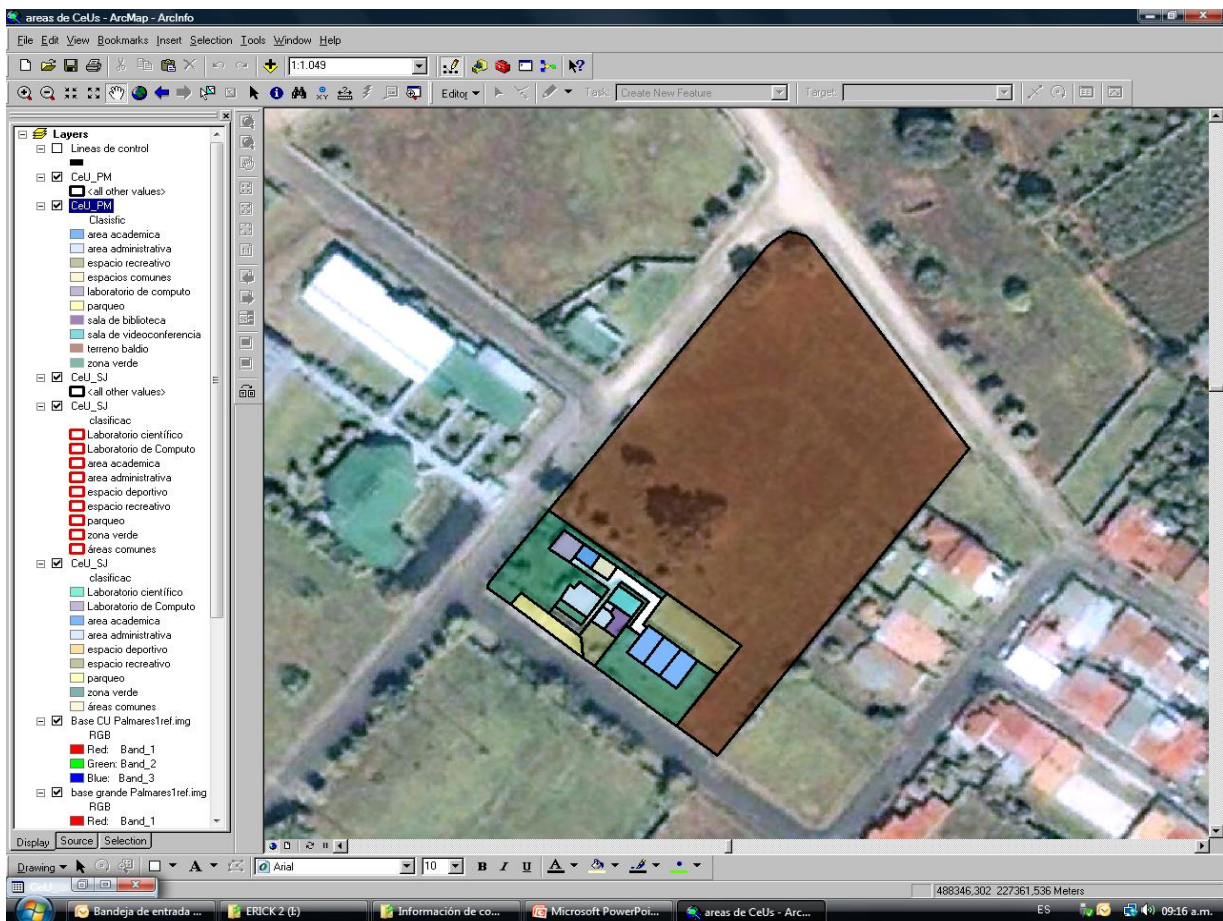 areas de CeUs - ArcMap - ArcInfo
File Edit View Bookmarks Insert Selection Tools Window Help
1:1.049
Editor Task: Create New Feature Target:
Layers
Lineas de control
CeU_PM
<all other values>
CeU_PM
Clasisfic
area academica
area administrativa
espacio recreativo
espacios comunes
laboratorio de computo
parqueo
sala de biblioteca
sala de videoconferencia
terreno baldio
zona verde
CeU_SJ
<all other values>
CeU_SJ
clasificac
Laboratorio científico
Laboratorio de Computo
area academica
area administrativa
espacio deportivo
espacio recreativo
parqueo
zona verde
áreas comunes
CeU_SJ
clasificac
Laboratorio científico
Laboratorio de Computo
area academica
area administrativa
espacio deportivo
espacio recreativo
parqueo
zona verde
áreas comunes
Base CU Palmares1ref.img
RGB
Red: Band_1
Green: Band_2
Blue: Band_3
base grande Palmares1ref.img
RGB
Red: Band_1
Display Source Selection
Drawing A Arial 10 B I U A
488346,302 227361,536 Meters
Bandeja de entrada ... ERICK 2 (I:) Información de co... Microsoft PowerPoi... areas de CeUs - Arc... ES 09:16 a.m.